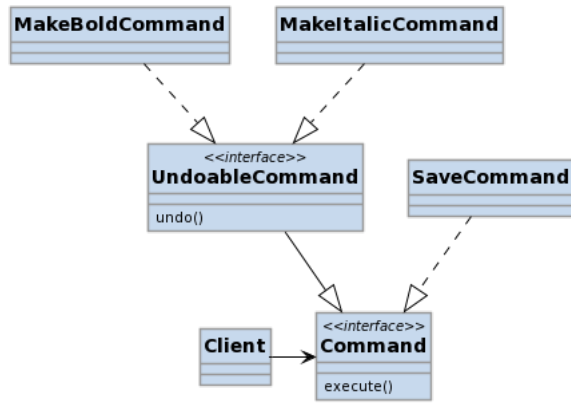 MakeBoldCommand
MakeItalicCommand
<<interface>>
UndoableCommand
undo()
SaveCommand
Client
<<interface>>
Command
execute()